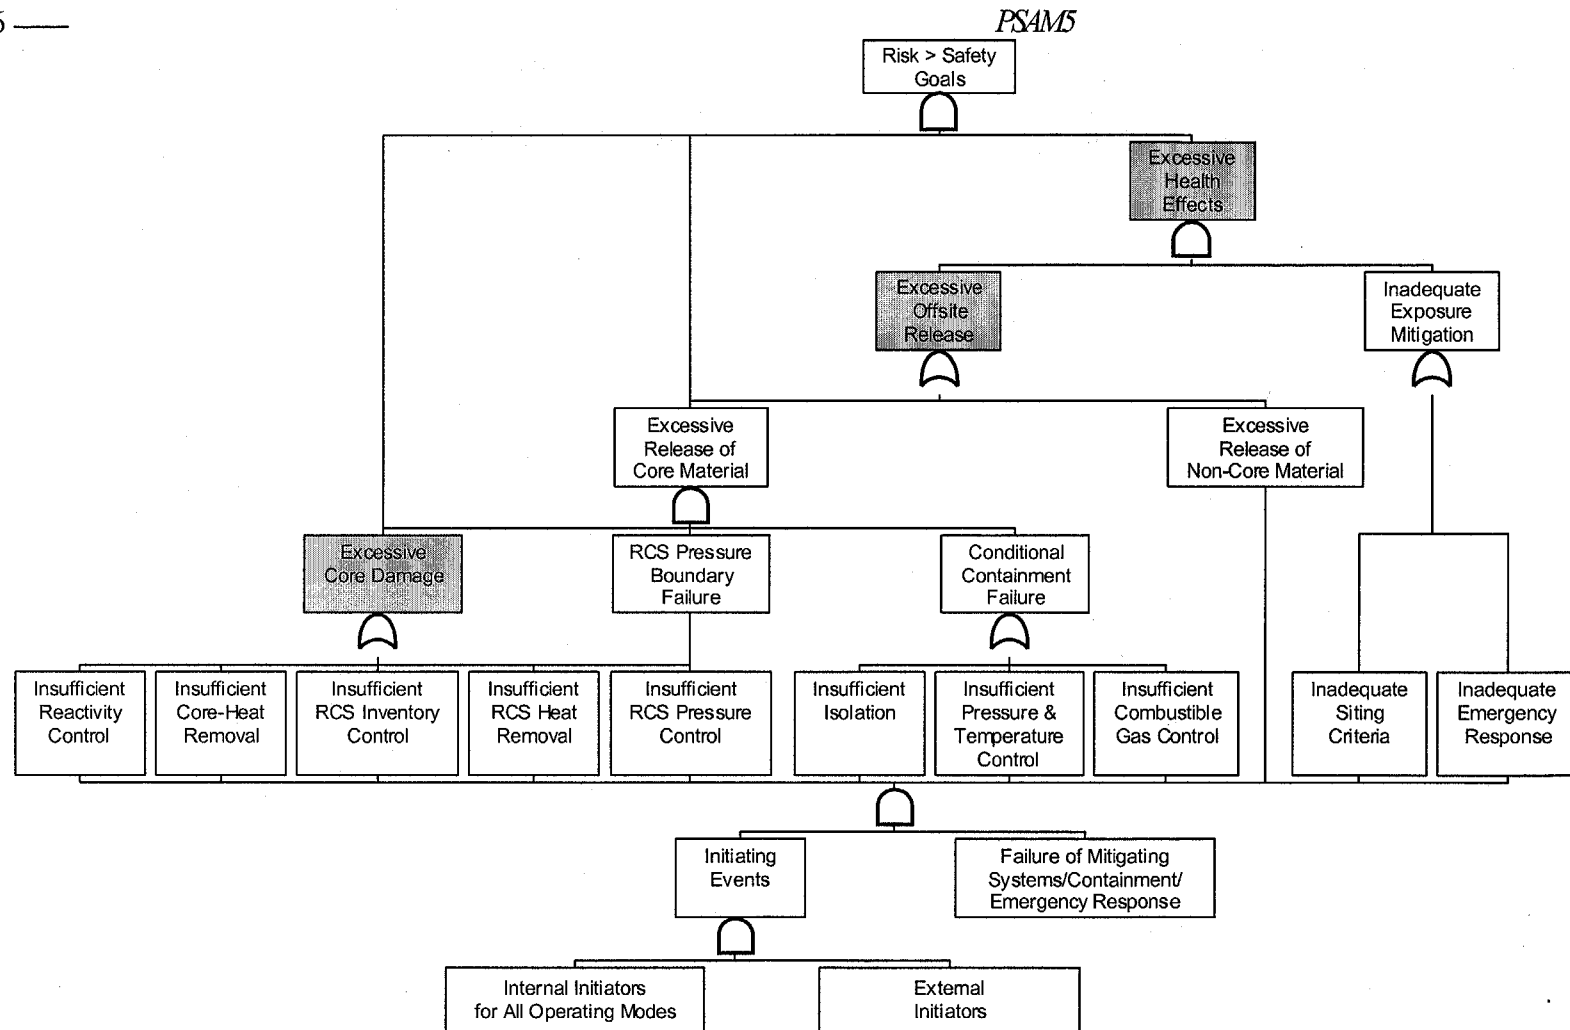 PSAM5
Risk > Safety
Goals
Excessive
Health
Effects
Excessive
Offsite
Release
Inadequate
Exposure
Mitigation
Excessive
Release of
Core Material
Excessive
Release of
Non-Core Material
Excessive
Core Damage
RCS Pressure
Boundary
Failure
Conditional
Containment
Failure
Insufficient
Reactivity
Control
Insufficient
Core-Heat
Removal
Insufficient
RCS Inventory
Control
Insufficient
RCS Heat
Removal
Insufficient
RCS Pressure
Control
Insufficient
Isolation
Insufficient
Pressure &
Temperature
Control
Insufficient
Combustible
Gas Control
Inadequate
Siting
Criteria
Inadequate
Emergency
Response
Initiating
Events
Failure of Mitigating
Systems/Containment/
Emergency Response
Internal Initiators
for All Operating Modes
External
Initiators